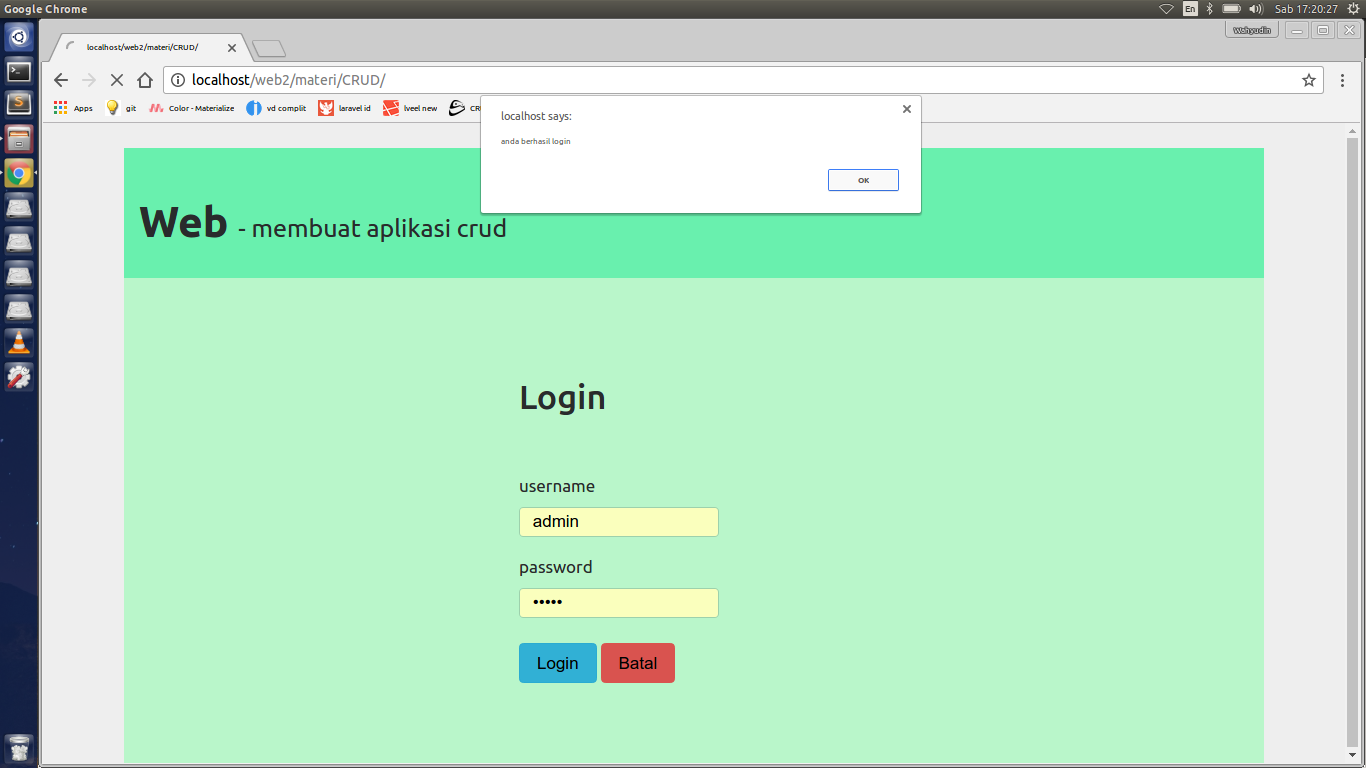 Google Chrome
En
Sab 17:20:27
localhost/web2/materi/CRUD/
Wahyudin
localhost/web2/materi/CRUD/
Apps git Color - Materialize vd complit laravel id lveel new
localhost says:
anda berhasil login
OK
Web - membuat aplikasi crud
Login
username
admin
password
•••••
Login Batal